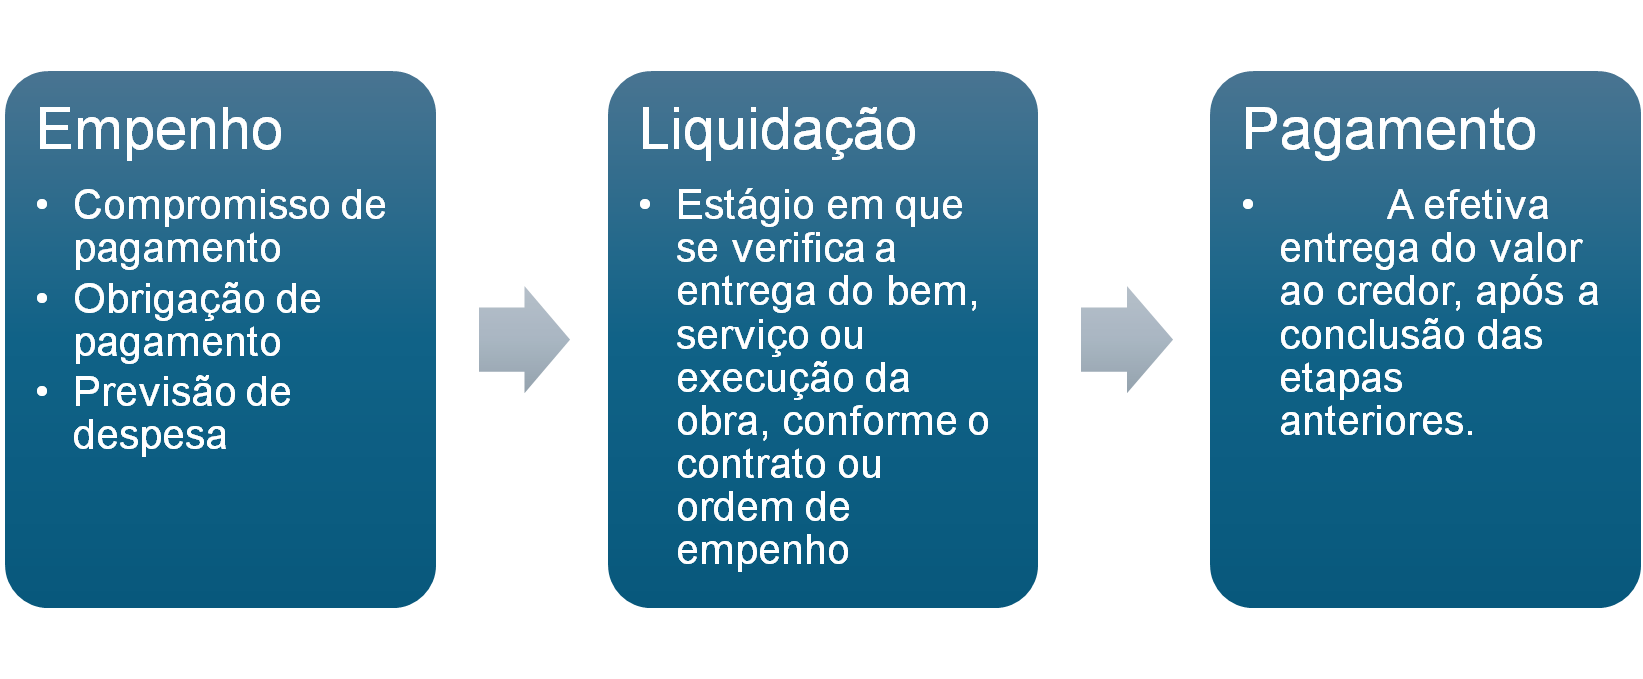 Empenho
• Compromisso de
pagamento
• Obrigação de
pagamento
• Previsão de
despesa
Liquidação
• Estágio em que
se verifica a
entrega do bem,
serviço ou
execução da
obra, conforme o
contrato ou
ordem de
empenho
Pagamento
• A efetiva
entrega do valor
ao credor, após a
conclusão das
etapas
anteriores.